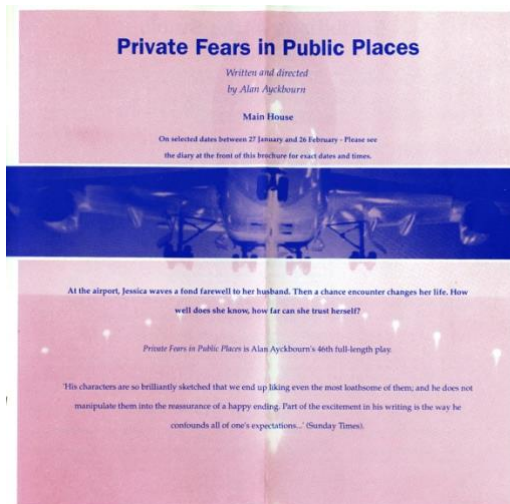 Private Fears in Public Places
Written and directed
by Alan Ayckbourn
Main House
On selected dates between 27 January and 26 February - Please see
the diary at the front of this brochure for exact dates and times.
At the airport, Jessica waves a fond farewell to her husband. Then a chance encounter changes her life. How
well does she know, how far can she trust herself?
Private Fears in Public Places is Alan Ayckbourn's 46th full-length play.
'His characters are so brilliantly sketched that we end up liking even the most loathsome of them; and he does not
manipulate them into the reassurance of a happy ending. Part of the excitement in his writing is the way he
confounds all of one's expectations...' (Sunday Times).